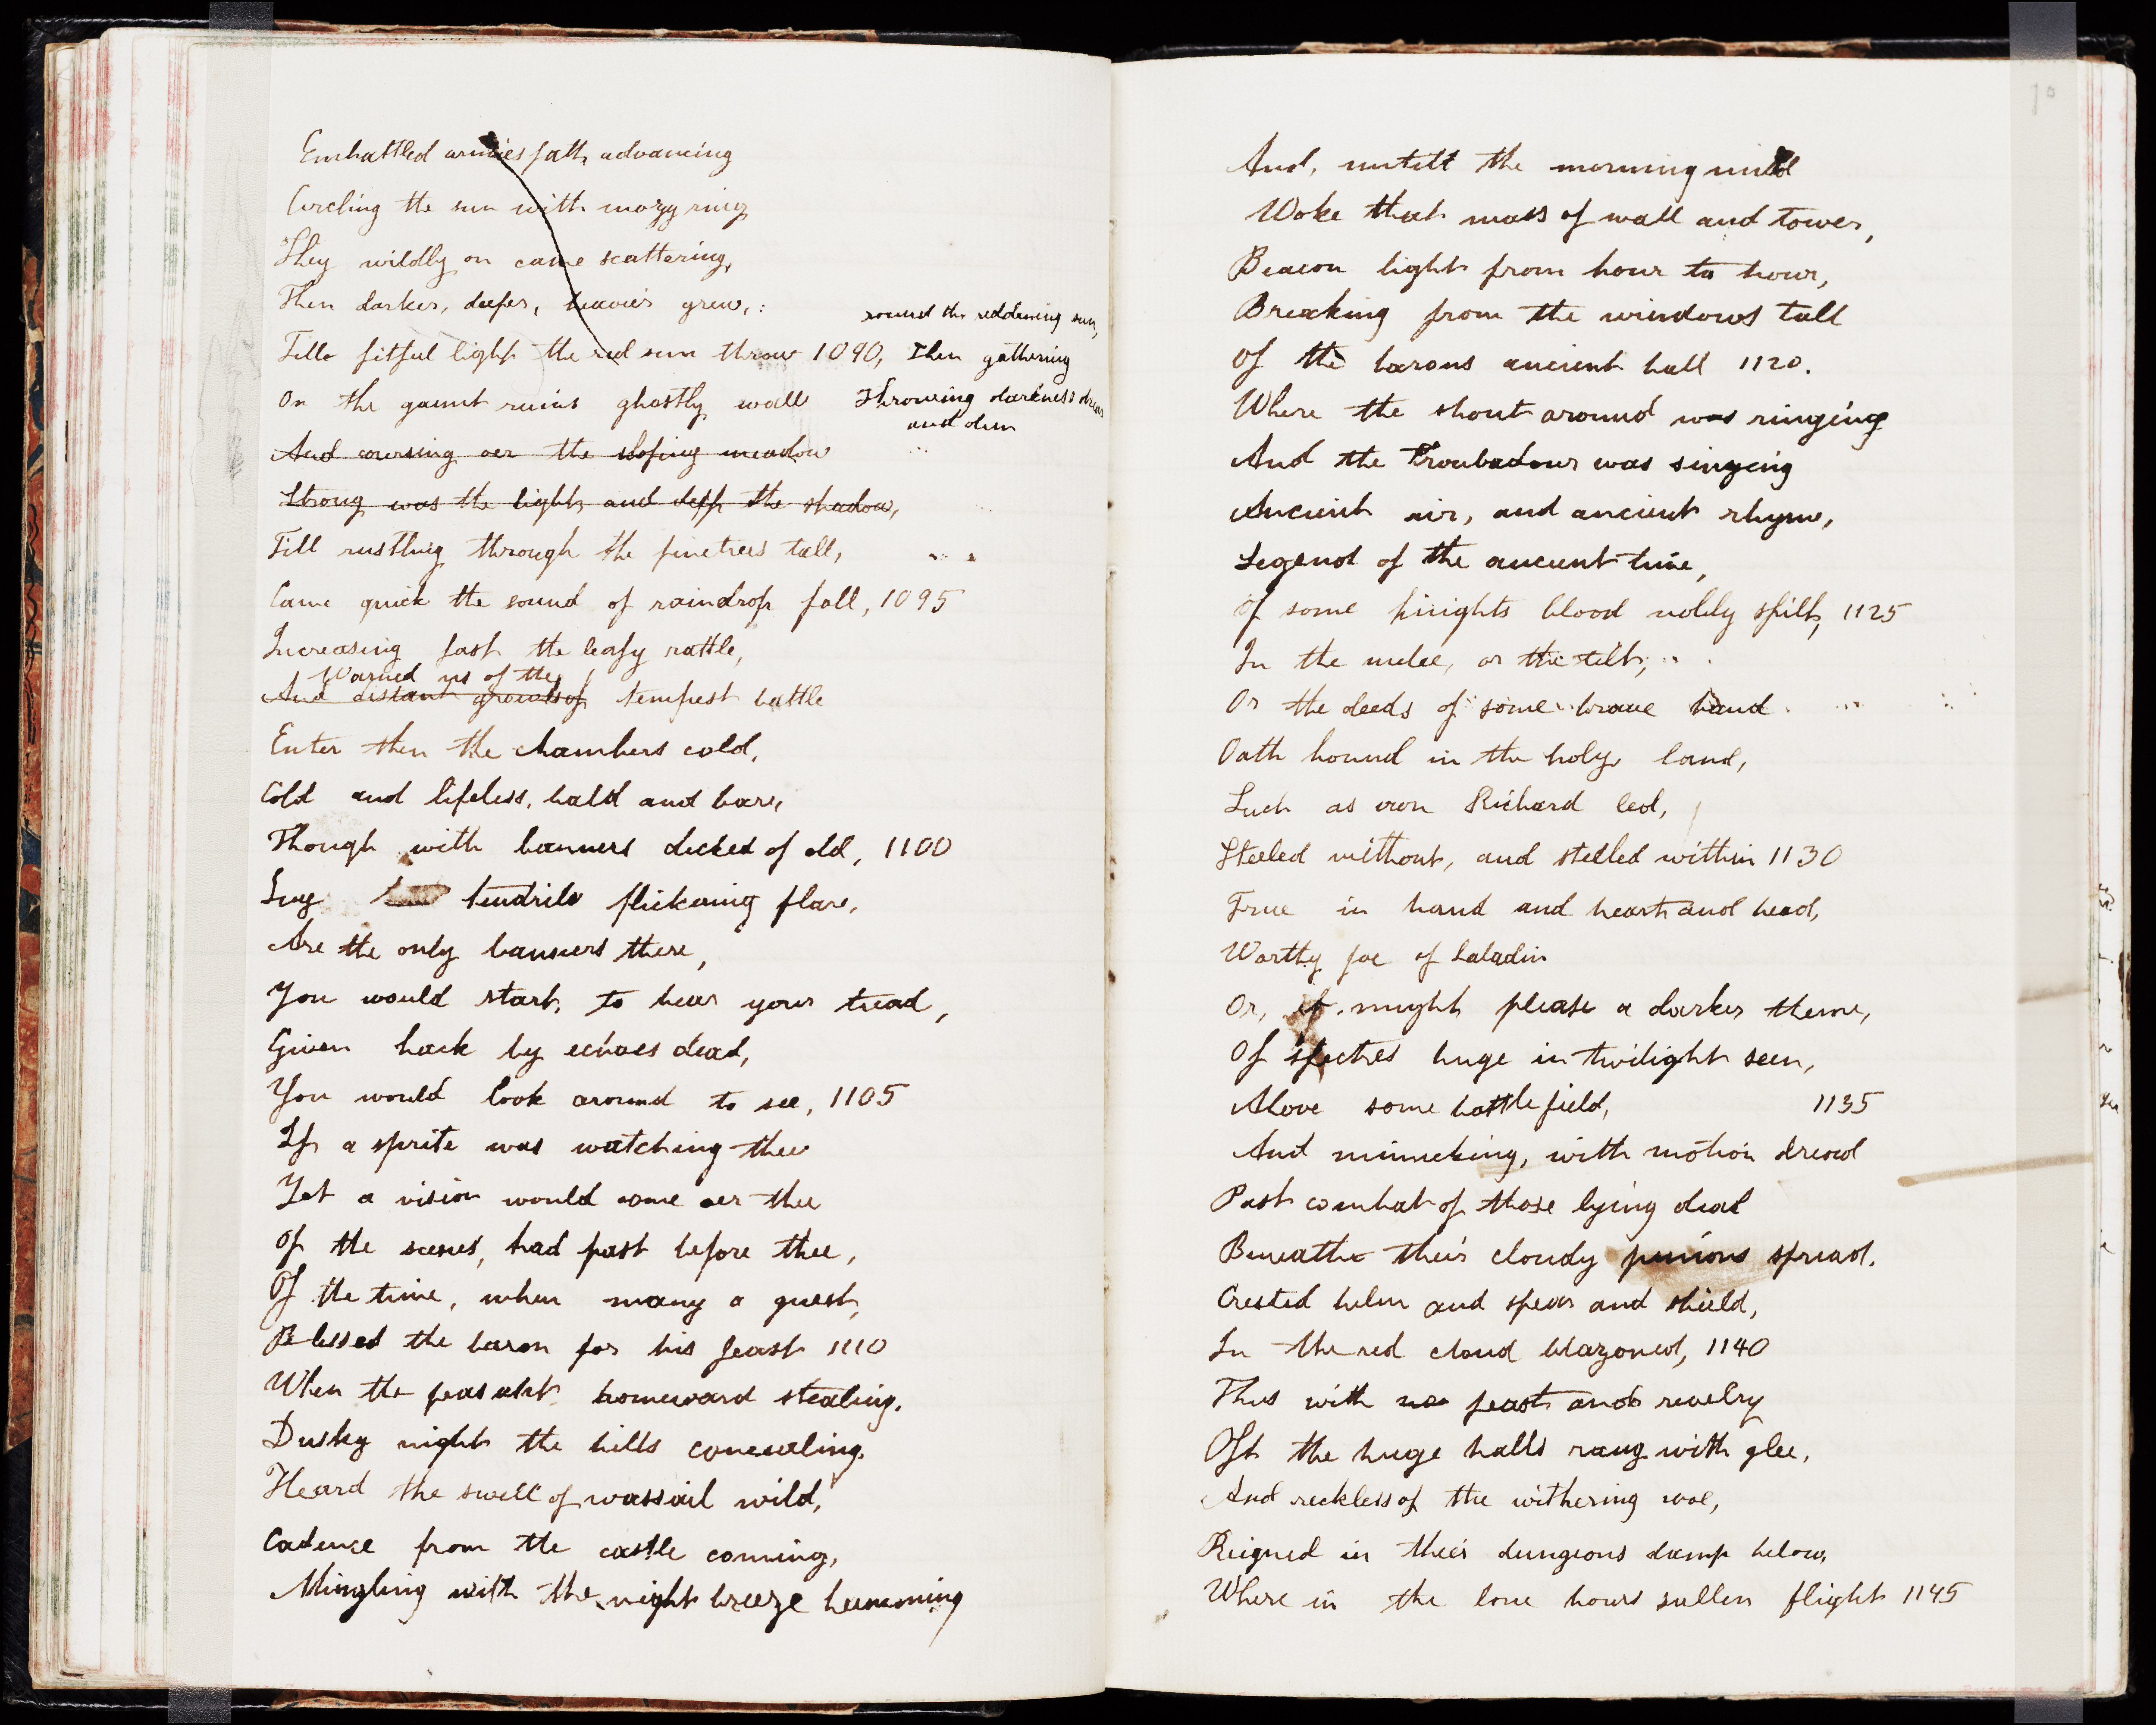 Embattled armies path advancing
Circling the sun with mazy ring
They wildly on came scattering,
Then darker, deeper, heavier grew,:
Tello fitful light the red sun throw 1090,
round the reddening sun,
Then gathering
Throwing darkness drear
and dun
On the gaunt ruins ghostly wall
And coursing oer the sloping meadow
Strong was the light, and deep the shadow,
Till rustling through the pinetrees tall,
Came quick the sound of raindrop fall, 1095
Increasing fast the leafy rattle,
Warned us of the
And distant growls of tempest battle
Enter then the chambers cold,
Cold and lifeless, bald and bare,
Though with banners decked of old, 1100
Ivy tendrils flickering flare,
Are the only banners there,
You would start, to hear your tread,
Given back by echoes dead,
You would look around to see, 1105
If a sprite was watching thee
Yet a vision would come oer thee
Of the scenes, had past before thee,
Of the time, when many a guest,
Blessed the baron for his feast 1110
When the peasant homeward stealing,
Dusky night the hills concealing,
Heard the swell of wassail wild,
Cadence from the castle coming,
Mingling with the night breeze humming
And, untill the morning mild
Woke that mass of wall and tower,
Beacon light from hour to hour,
Breaking from the windows tall
Of the barons ancient hall 1120.
Where the shout around was ringing
And the Troubadour was singing
Ancient air, and ancient rhyme,
Legend of the ancient time,
Of some knights blood nobly spilt, 1125
In the melee, or the tilt,
Or the deeds of some brave band
Oath bound in the holy land,
Such as iron Richard led,
Steeled without, and steeled within 1130
True in hand and heart and head,
Worthy foe of Saladin
Or, it might please a darker theme,
Of spectres huge in twilight seen,
Above some battle field, 1135
And mimicking, with motion dread
Past combat of those lying dead
Beneath their cloudy pinions spread.
Crested helm and spear and shield,
In the red cloud blazoned, 1140
Thus with feast and revelry
Oft the huge halls rang with glee,
And reckless of the withering woe,
Reigned in their dungeons damp below,
Where in the lone hours sullen flight 1145